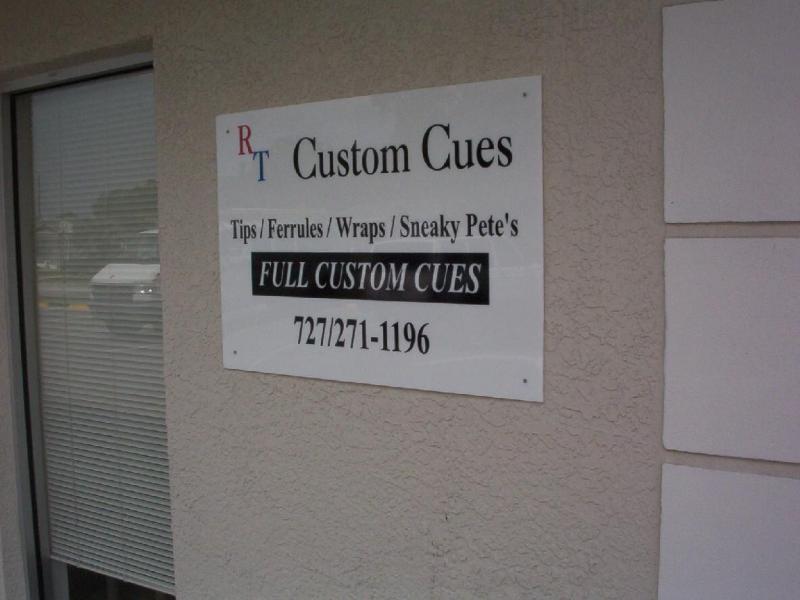 RT Custom Cues
Tips / Ferrules / Wraps / Sneaky Pete's
FULL CUSTOM CUES
727/271-1196